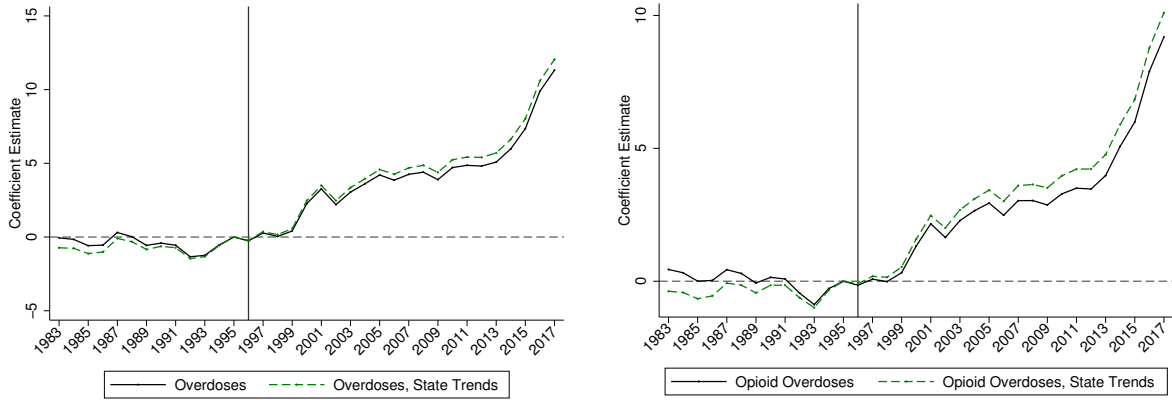 15
10
5
0
-5
Coefficient Estimate
1983 1985 1987 1989 1991 1993 1995 1997 1999 2001 2003 2005 2007 2009 2011 2013 2015 2017
Overdoses Overdoses, State Trends
10
5
0
Coefficient Estimate
1983 1985 1987 1989 1991 1993 1995 1997 1999 2001 2003 2005 2007 2009 2011 2013 2015 2017
Opioid Overdoses Opioid Overdoses, State Trends